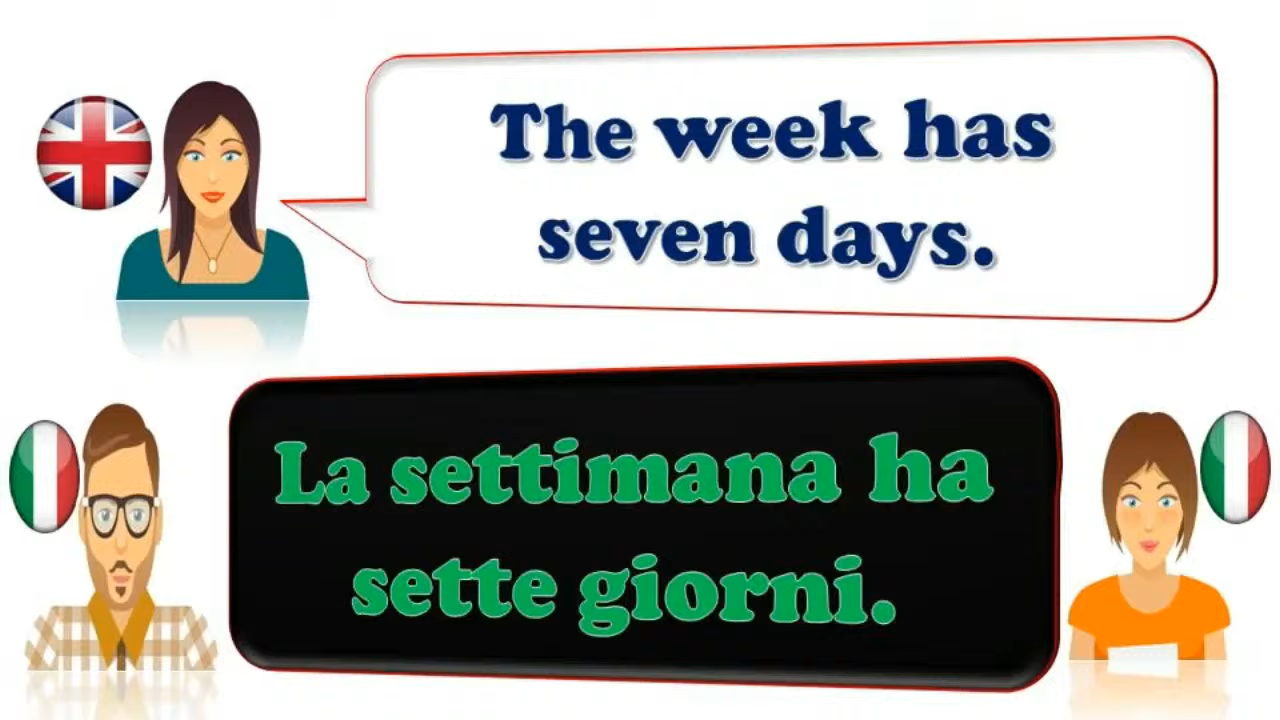 The week has
seven days.
La settimana ha
sette giorni.